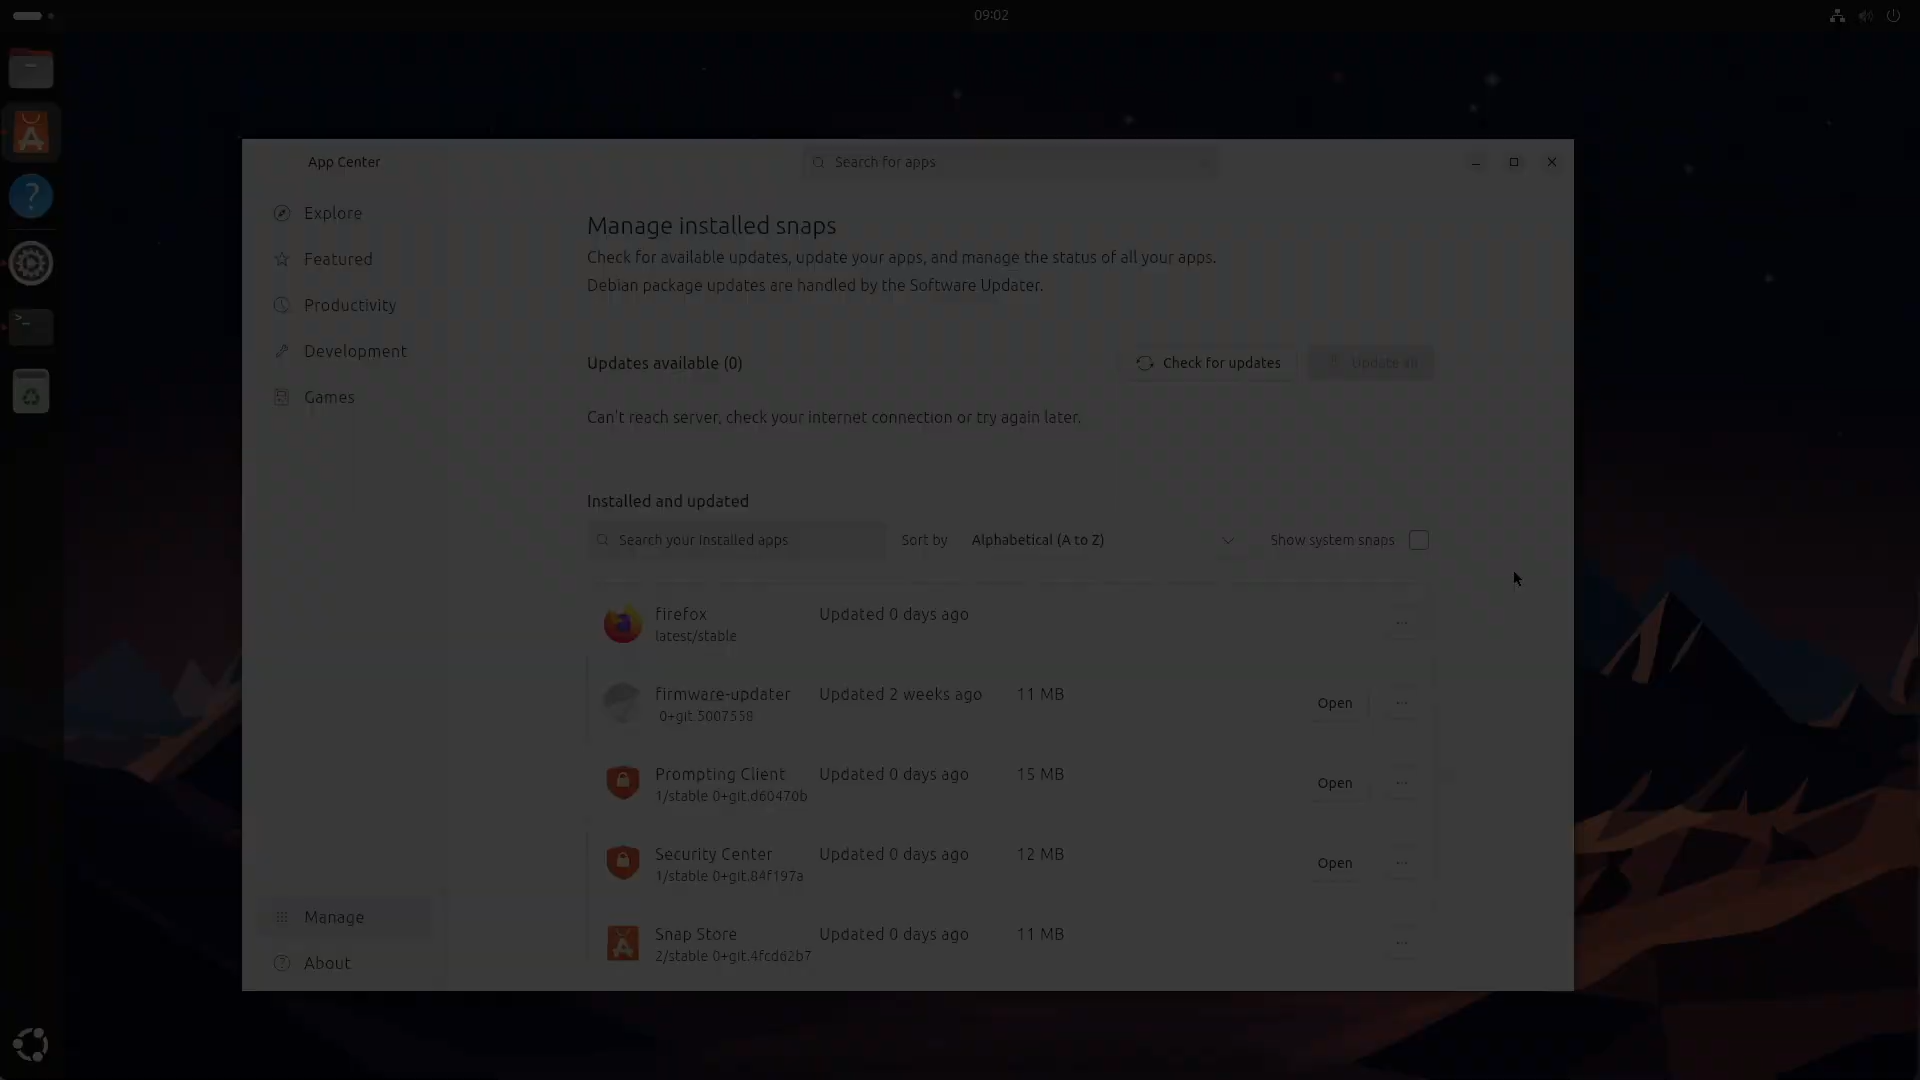 09:02
App Center
Search for apps
Explore
Featured
Productivity
Development
Games
Manage
About
Manage installed snaps
Check for available updates, update your apps, and manage the status of all your apps.
Debian package updates are handled by the Software Updater.
Updates available (0)
Check for updates
Update all
Can't reach server, check your internet connection or try again later.
Installed and updated
Search your installed apps
Sort by
Alphabetical (A to Z)
Show system snaps
firefox
Updated 0 days ago
latest/stable
firmware-updater
Updated 2 weeks ago
11 MB
Open
0+git.5007558
Prompting Client
Updated 0 days ago
15 MB
Open
1/stable 0+git.d60470b
Security Center
Updated 0 days ago
12 MB
Open
1/stable 0+git.84f197a
Snap Store
Updated 0 days ago
11 MB
2/stable 0+git.4fcd62b7